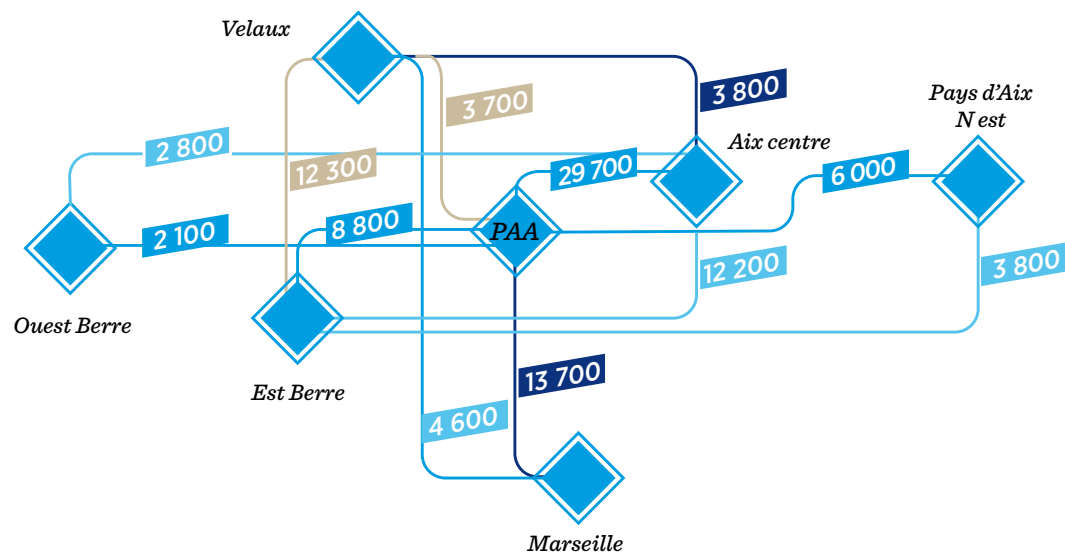 Velaux
3 800
Pays d'Aix
N est
3 700
Aix centre
2 800
12 300
29 700
6 000
8 800
PAA
2 100
12 200
3 800
Ouest Berre
Est Berre
13 700
4 600
Marseille